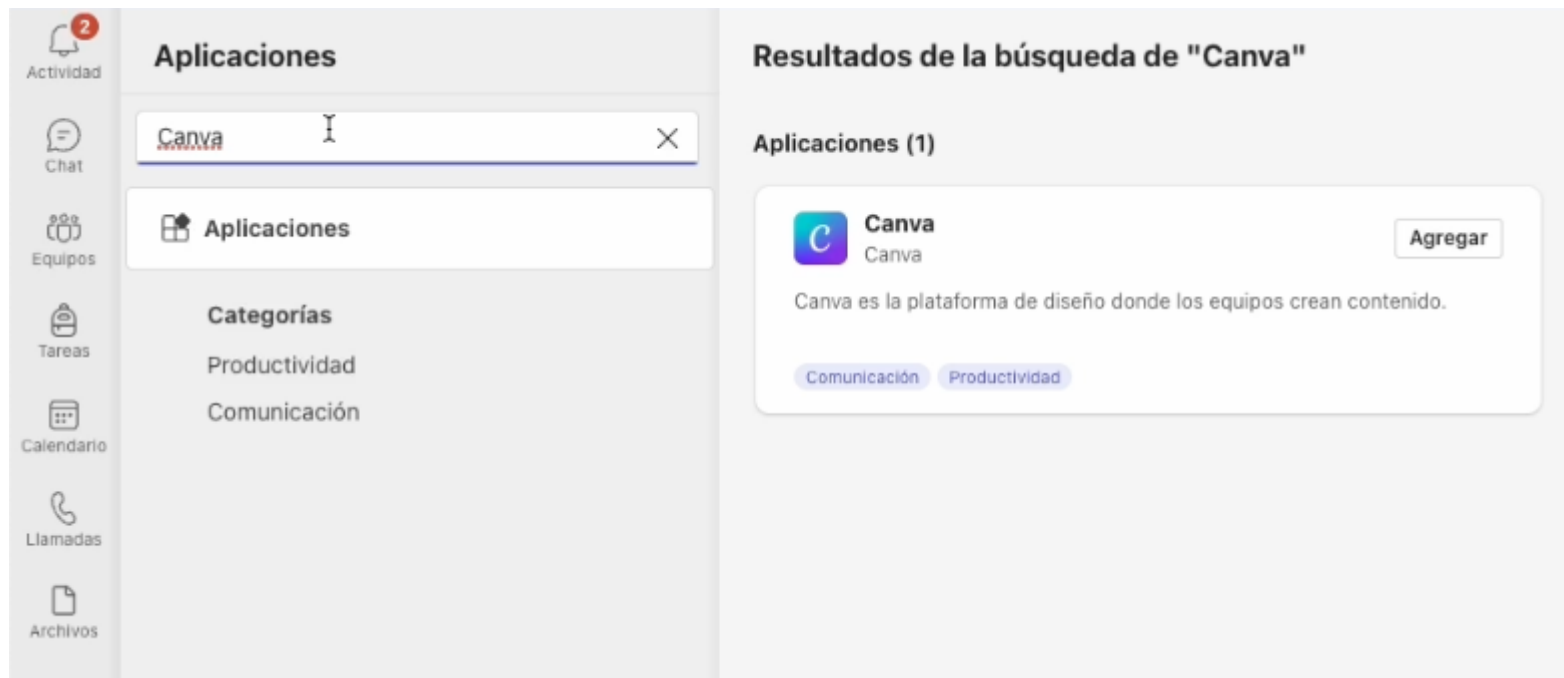 2
Actividad
Chat
Equipos
Tareas
Calendario
Llamadas
Archivos
Aplicaciones
Canva
Aplicaciones
Categorías
Productividad
Comunicación
Resultados de la búsqueda de "Canva"
Aplicaciones (1)
C
Canva
Canva
Agregar
Canva es la plataforma de diseño donde los equipos crean contenido.
Comunicación Productividad